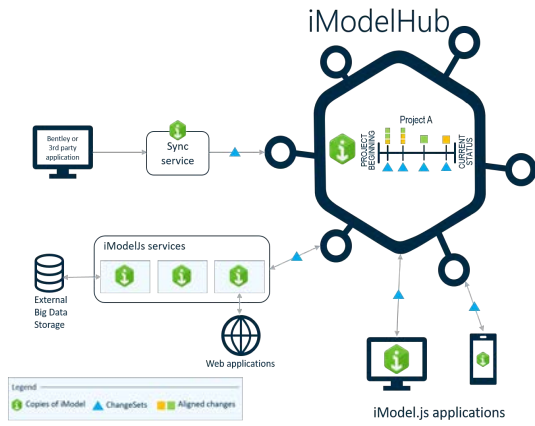 iModelHub
Project A
PROJECT
BEGINNING
CURRENT
STATUS
Bentley or
3rd party
application
Sync
service
iModelJs services
External
Big Data
Storage
Web applications
iModel.js applications
Legend
Copies of iModel
ChangeSets
Aligned changes